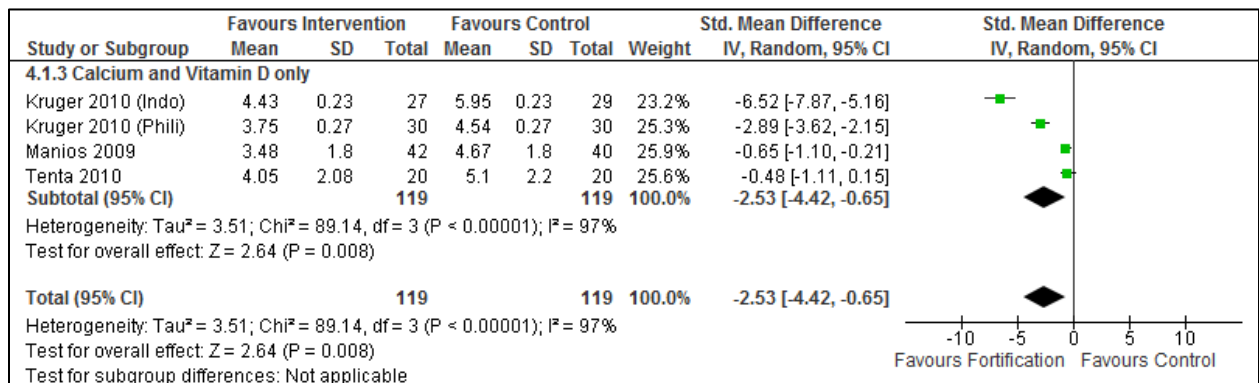 Favours Intervention Favours Control Std. Mean Difference Std. Mean Difference
Study or Subgroup Mean SD Total Mean SD Total Weight IV, Random, 95% CI IV, Random, 95% CI
4.1.3 Calcium and Vitamin D only
Kruger 2010 (Indo) 4.43 0.23 27 5.95 0.23 29 23.2% -6.52 [-7.87, -5.16]
Kruger 2010 (Phili) 3.75 0.27 30 4.54 0.27 30 25.3% -2.89 [-3.62, -2.15]
Manios 2009 3.48 1.8 42 4.67 1.8 40 25.9% -0.65 [-1.10, -0.21]
Tenta 2010 4.05 2.08 20 5.1 2.2 20 25.6% -0.48 [-1.11, 0.15]
Subtotal (95% CI) 119 119 100.0% -2.53 [-4.42, -0.65]
Heterogeneity: Tau² = 3.51; Chi² = 89.14, df = 3 (P < 0.00001); I² = 97%
Test for overall effect: Z = 2.64 (P = 0.008)
Total (95% CI) 119 119 100.0% -2.53 [-4.42, -0.65]
Heterogeneity: Tau² = 3.51; Chi² = 89.14, df = 3 (P < 0.00001); I² = 97%
Test for overall effect: Z = 2.64 (P = 0.008)
Test for subgroup differences: Not applicable
-10 -5 0 5 10
Favours Fortification Favours Control